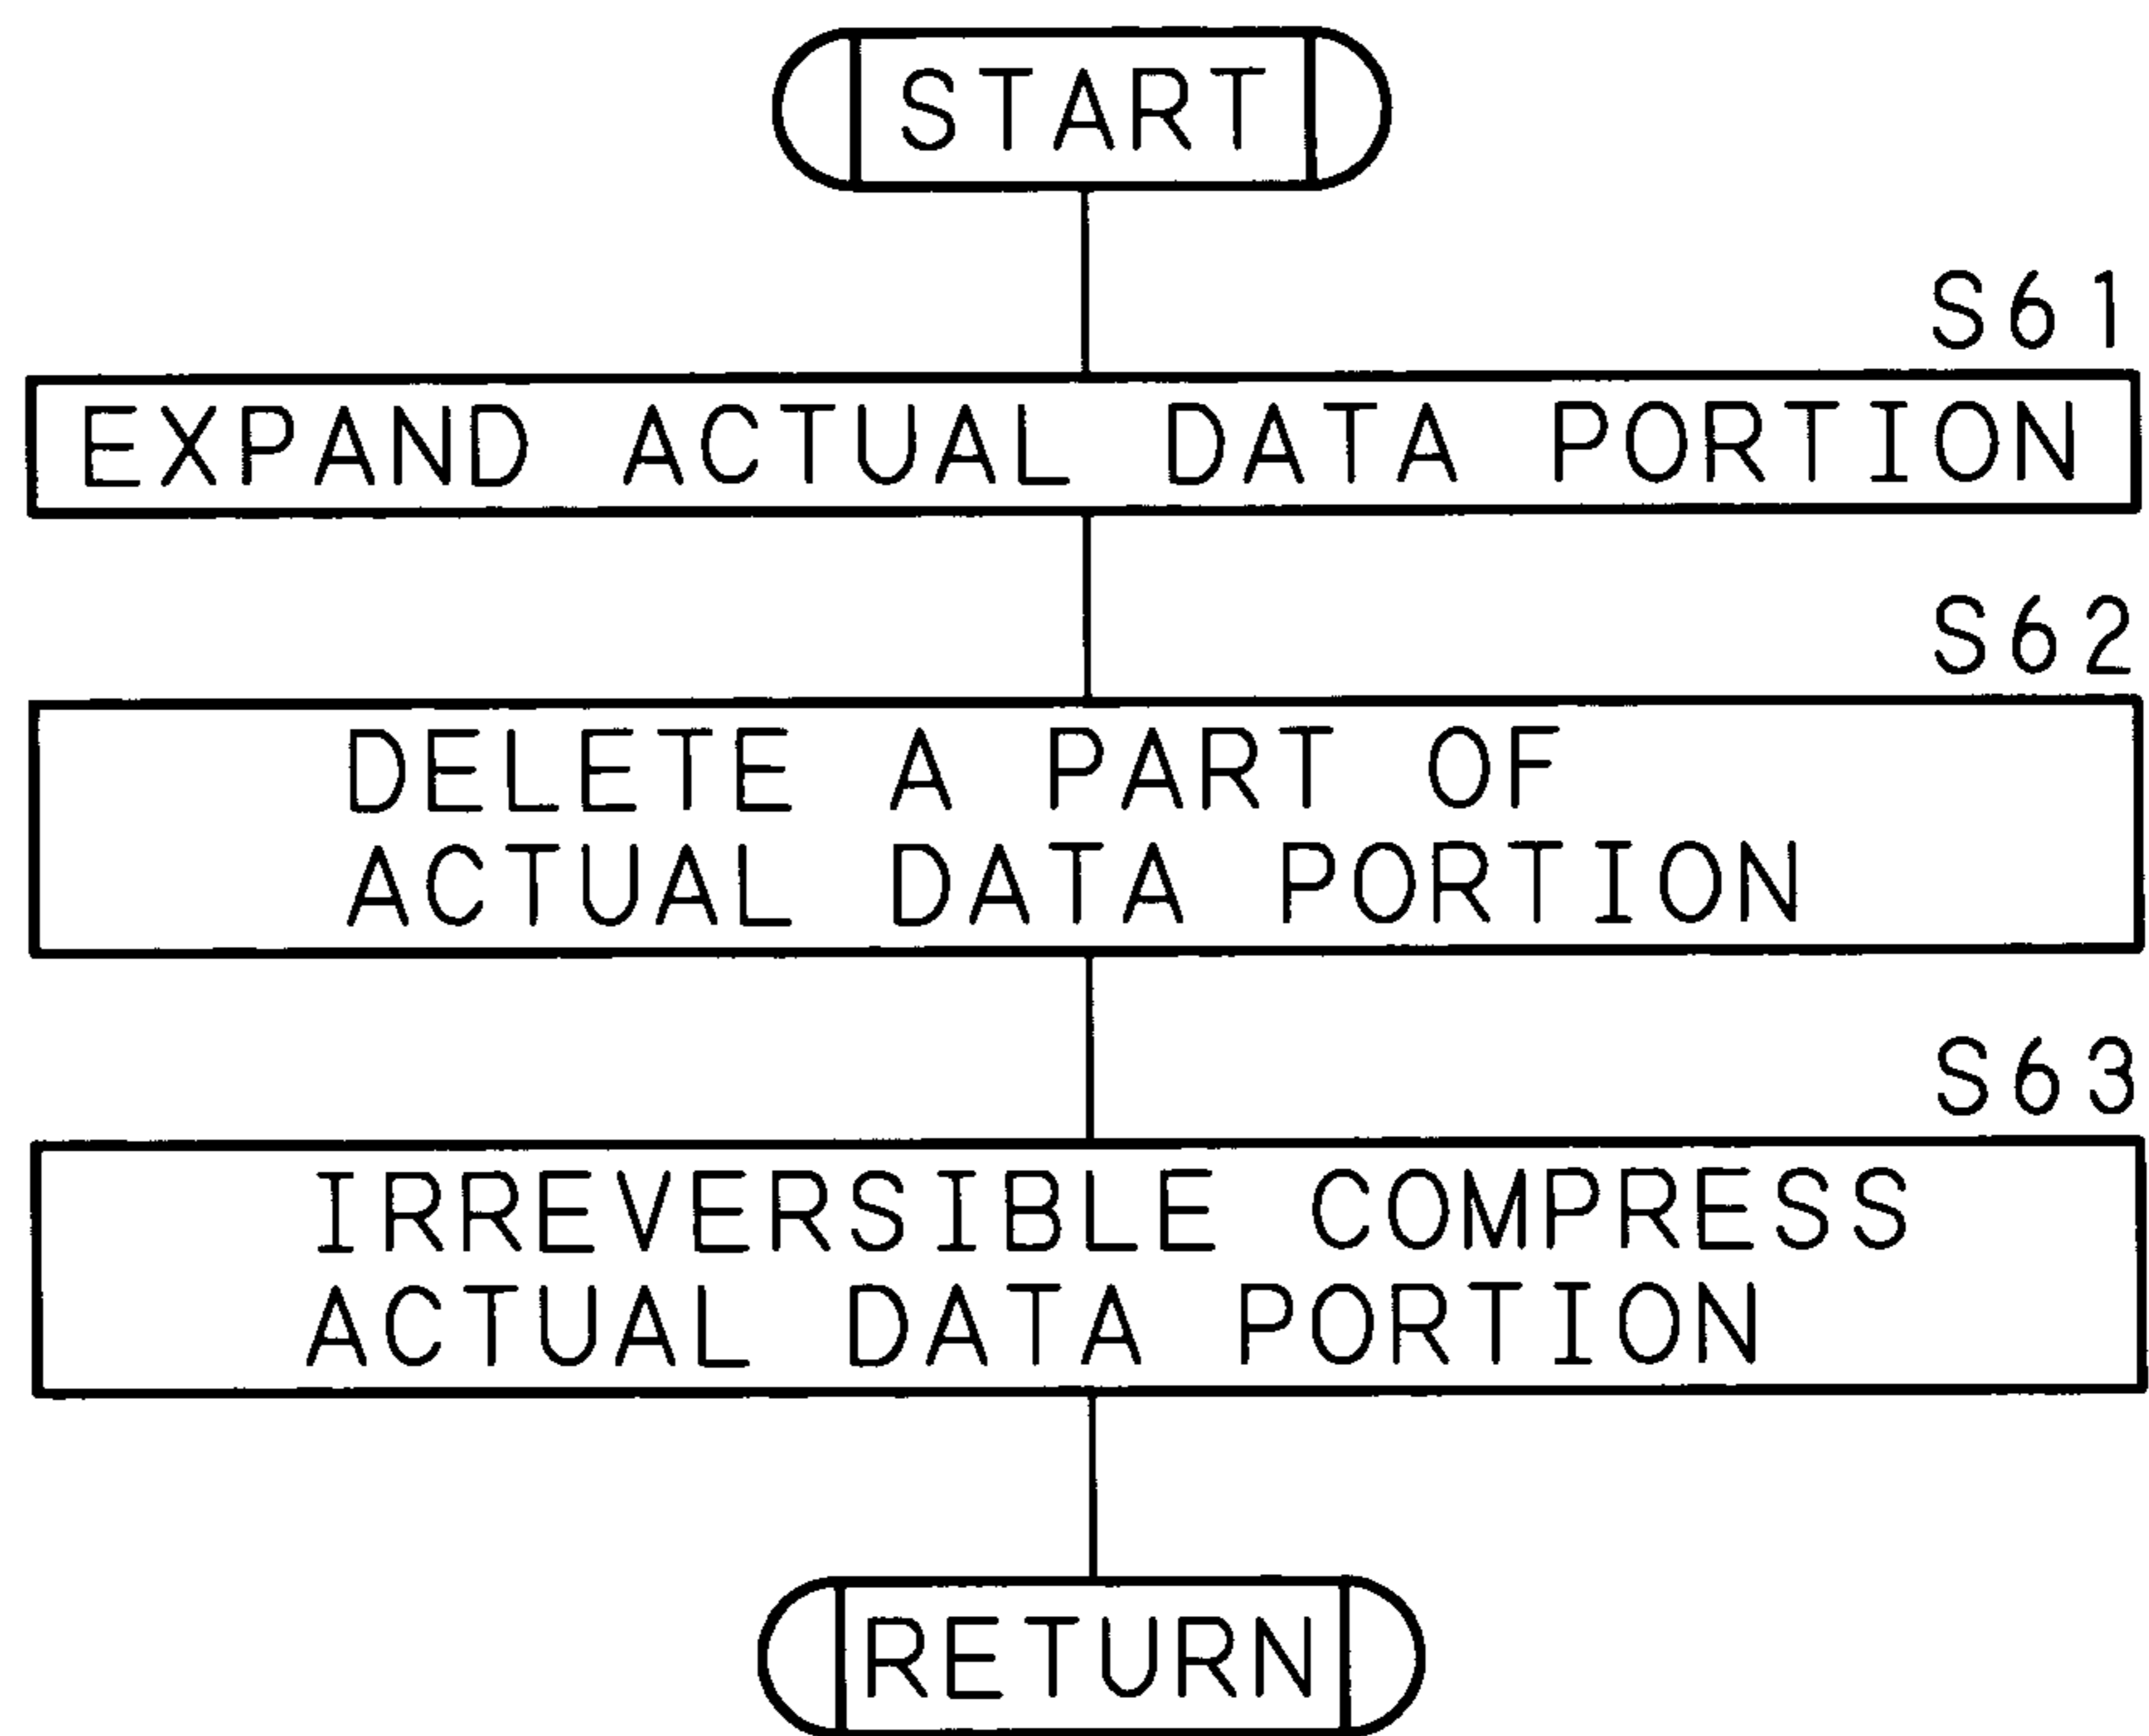 START
S61
EXPAND ACTUAL DATA PORTION
S62
DELETE A PART OF
ACTUAL DATA PORTION
S63
IRREVERSIBLE COMPRESS
ACTUAL DATA PORTION
RETURN